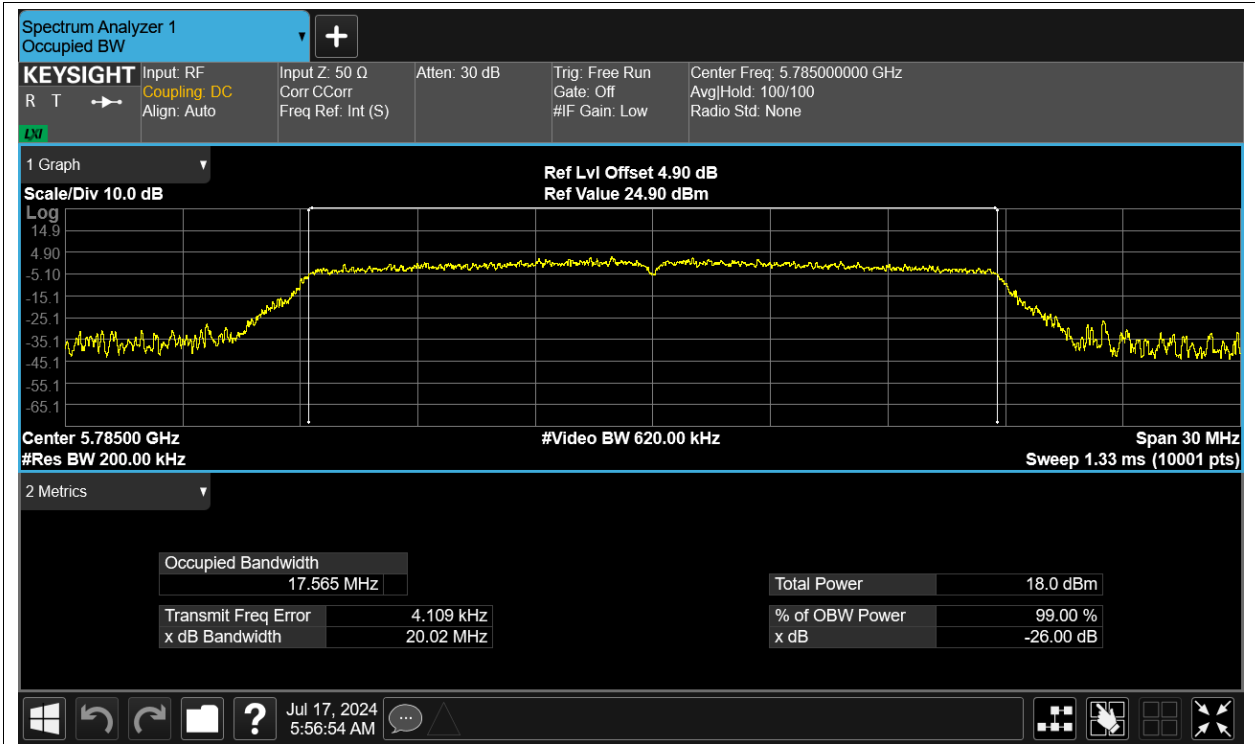 Spectrum Analyzer 1
Occupied BW
KEYSIGHT
R T
LXI
Input: RF
Coupling: DC
Align: Auto
Input Z: 50 Ω
Corr CCorr
Freq Ref: Int (S)
Atten: 30 dB
Trig: Free Run
Gate: Off
#IF Gain: Low
Center Freq: 5.785000000 GHz
Avg|Hold: 100/100
Radio Std: None
1 Graph
Scale/Div 10.0 dB
Ref Lvl Offset 4.90 dB
Ref Value 24.90 dBm
Log
14.9
4.90
-5.10
-15.1
-25.1
-35.1
-45.1
-55.1
-65.1
Center 5.78500 GHz
#Res BW 200.00 kHz
#Video BW 620.00 kHz
Span 30 MHz
Sweep 1.33 ms (10001 pts)
2 Metrics
Occupied Bandwidth
17.565 MHz
Transmit Freq Error 4.109 kHz
x dB Bandwidth 20.02 MHz
Total Power 18.0 dBm
% of OBW Power 99.00 %
x dB -26.00 dB
?
Jul 17, 2024
5:56:54 AM